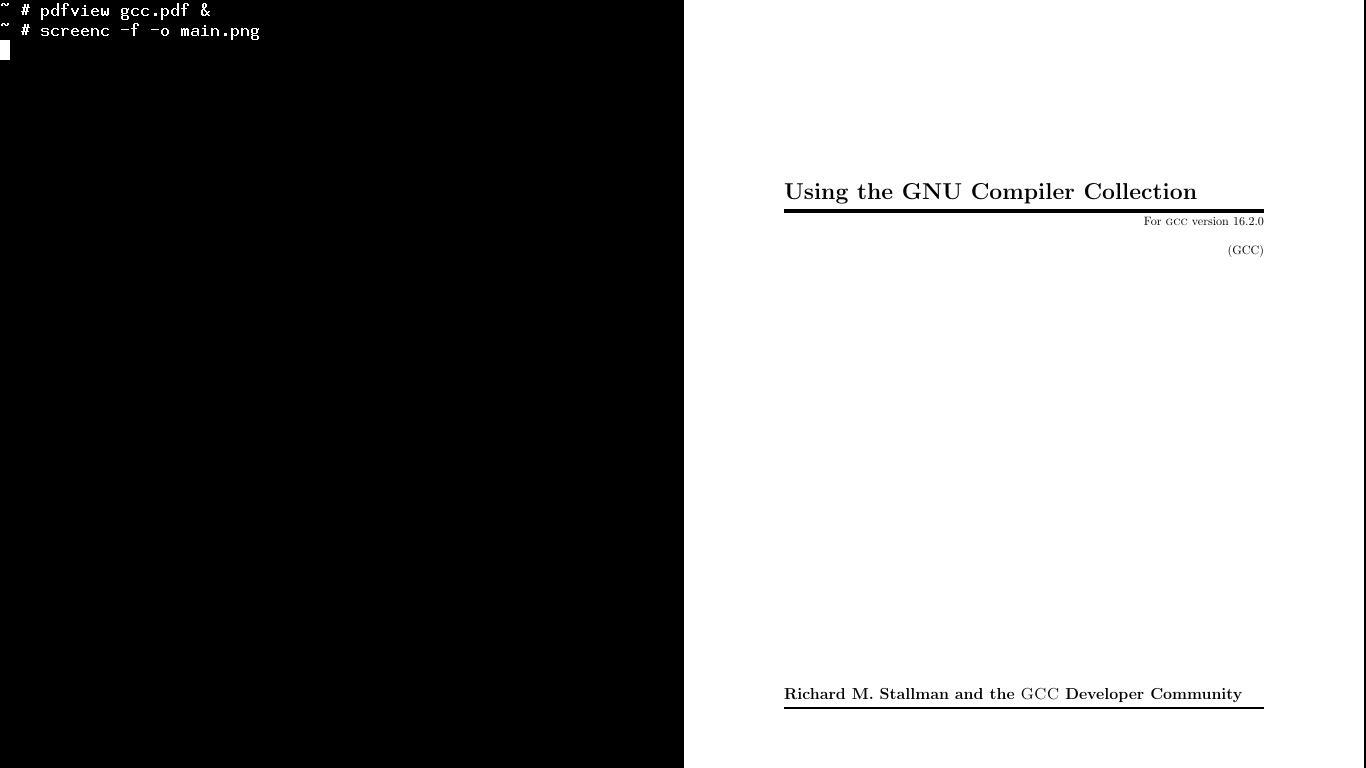 ~ # pdfview gcc.pdf &
~ # screenc -f -o main.png
Using the GNU Compiler Collection
For GCC version 16.2.0
(GCC)
Richard M. Stallman and the GCC Developer Community